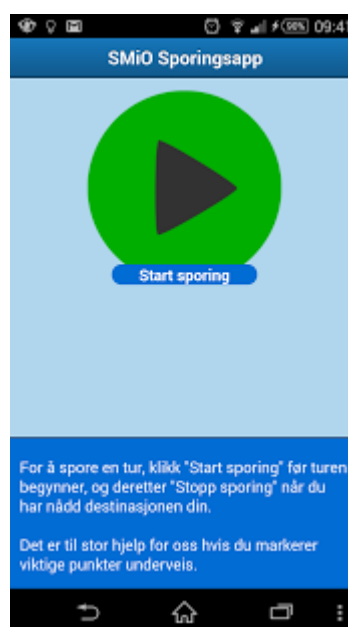 90% 09:41
SMiO Sporingsapp
Start sporing
For å spore en tur, klikk "Start sporing" før turen
begynner, og deretter "Stopp sporing" når du
har nådd destinasjonen din.
Det er til stor hjelp for oss hvis du markerer
viktige punkter underveis.